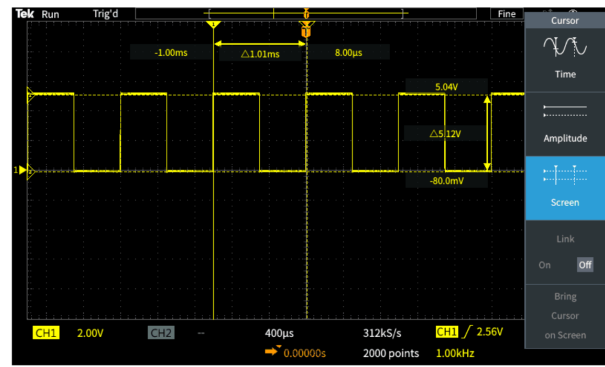 Tek Run Trig'd Fine
Cursor
-1.00ms △1.01ms 8.00µs
Time
5.04V
△5.12V
Amplitude
-80.0mV
Screen
Link
On Off
Bring
Cursor
on Screen
CH1 2.00V CH2 -- 400µs 312kS/s CH1 2.56V
0.00000s 2000 points 1.00kHz